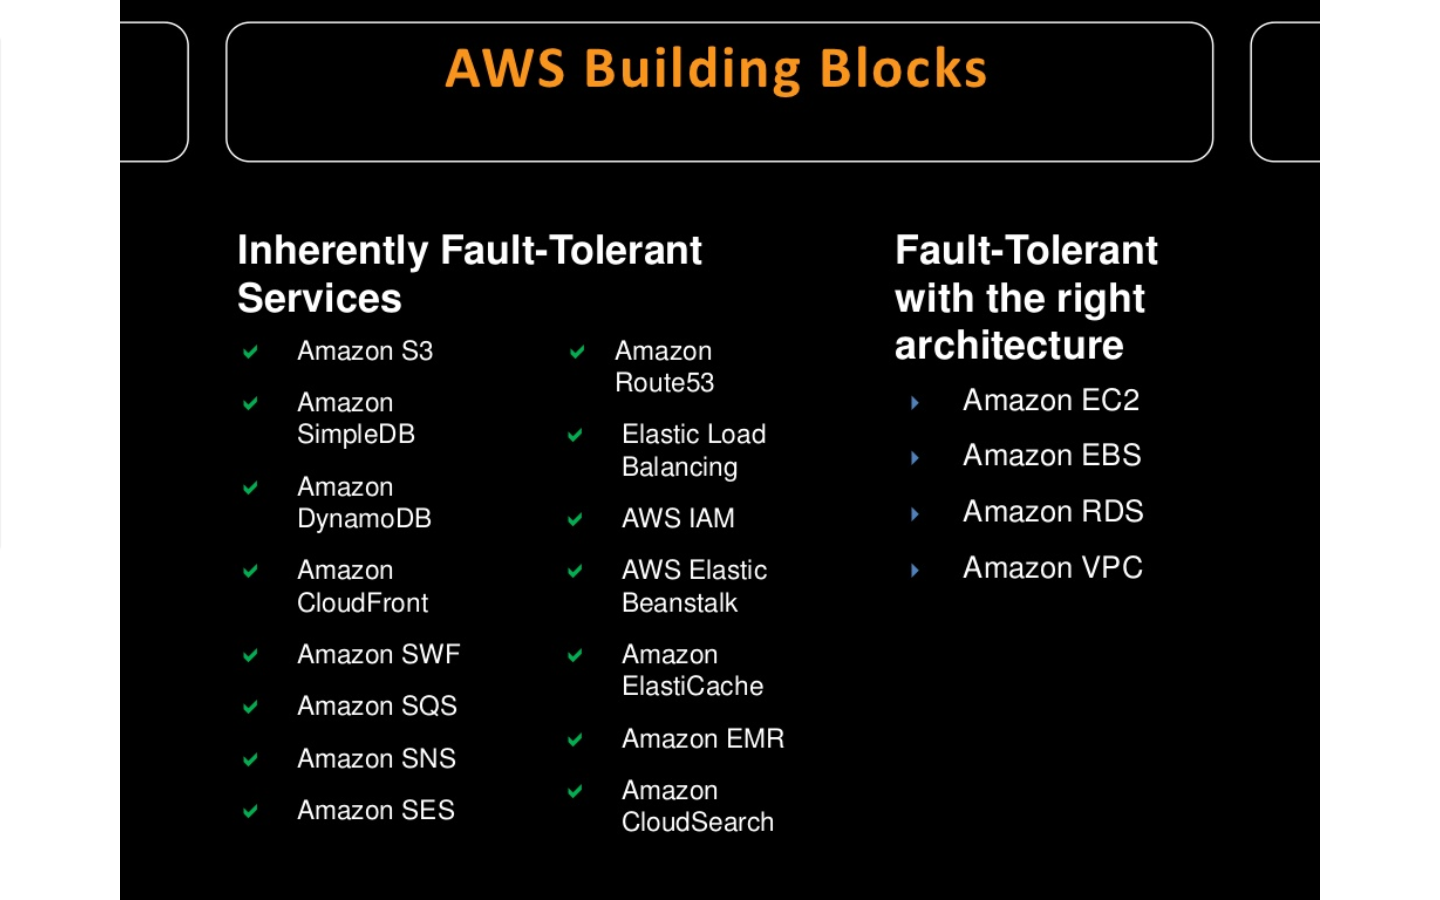 AWS Building Blocks
Inherently Fault-Tolerant
Services
Amazon S3
Amazon
SimpleDB
Amazon
DynamoDB
Amazon
CloudFront
Amazon SWF
Amazon SQS
Amazon SNS
Amazon SES
Amazon
Route53
Elastic Load
Balancing
AWS IAM
AWS Elastic
Beanstalk
Amazon
ElastiCache
Amazon EMR
Amazon
CloudSearch
Fault-Tolerant
with the right
architecture
Amazon EC2
Amazon EBS
Amazon RDS
Amazon VPC